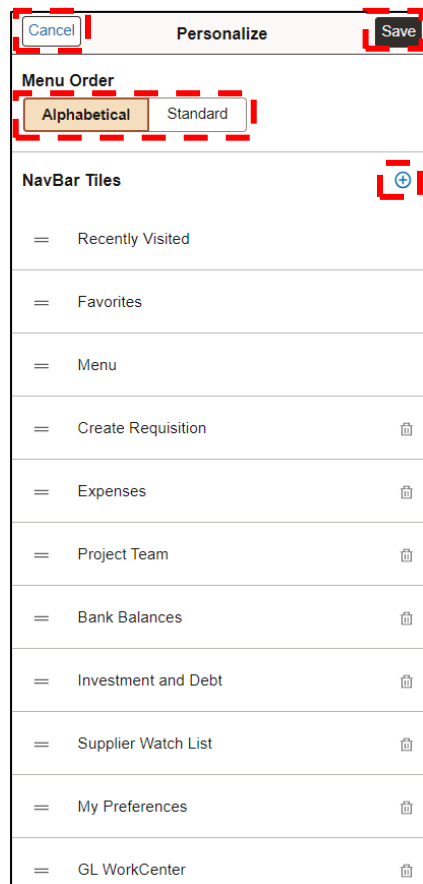 Cancel Personalize Save
Menu Order
Alphabetical Standard
NavBar Tiles
Recently Visited
Favorites
Menu
Create Requisition
Expenses
Project Team
Bank Balances
Investment and Debt
Supplier Watch List
My Preferences
GL WorkCenter